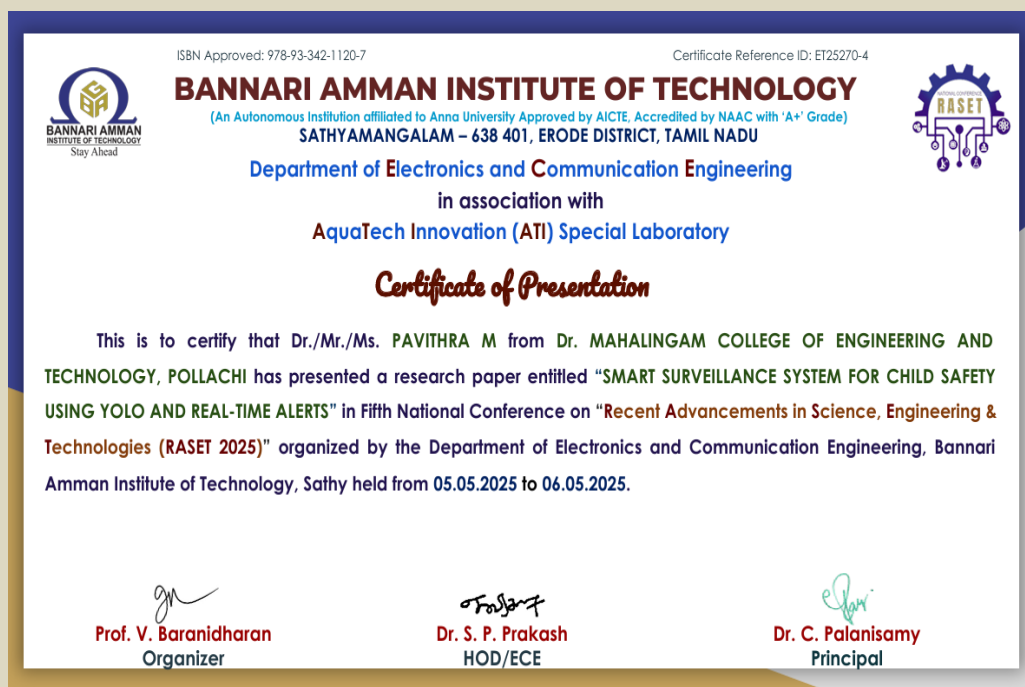 ISBN Approved: 978-93-342-1120-7
Certificate Reference ID: ET25270-4
BANNARI AMMAN INSTITUTE OF TECHNOLOGY
(An Autonomous Institution affiliated to Anna University Approved by AICTE, Accredited by NAAC with 'A+' Grade)
SATHYAMANGALAM – 638 401, ERODE DISTRICT, TAMIL NADU
BANNARI AMMAN
INSTITUTE OF TECHNOLOGY
Stay Ahead
NATIONAL CONFERENCE
RASET
Department of Electronics and Communication Engineering
in association with
AquaTech Innovation (ATI) Special Laboratory
Certificate of Presentation
This is to certify that Dr./Mr./Ms. PAVITHRA M from Dr. MAHALINGAM COLLEGE OF ENGINEERING AND
TECHNOLOGY, POLLACHI has presented a research paper entitled “SMART SURVEILLANCE SYSTEM FOR CHILD SAFETY
USING YOLO AND REAL-TIME ALERTS” in Fifth National Conference on “Recent Advancements in Science, Engineering &
Technologies (RASET 2025)” organized by the Department of Electronics and Communication Engineering, Bannari
Amman Institute of Technology, Sathy held from 05.05.2025 to 06.05.2025.
Prof. V. Baranidharan
Organizer
Dr. S. P. Prakash
HOD/ECE
Dr. C. Palanisamy
Principal